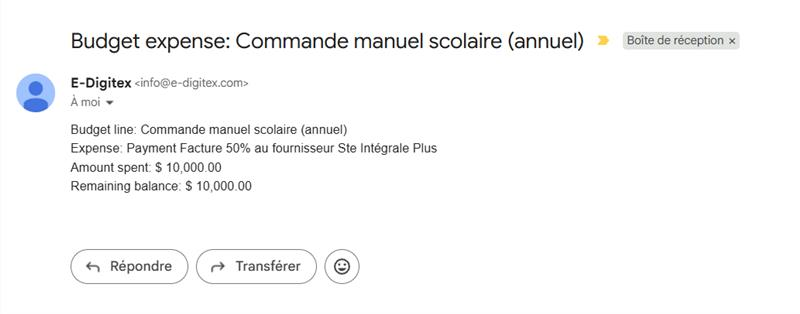 Budget expense: Commande manuel scolaire (annuel) Boîte de réception ×
E-Digitex <info@e-digitex.com>
À moi
Budget line: Commande manuel scolaire (annuel)
Expense: Payment Facture 50% au fournisseur Ste Intégrale Plus
Amount spent: $ 10,000.00
Remaining balance: $ 10,000.00
Répondre Transférer